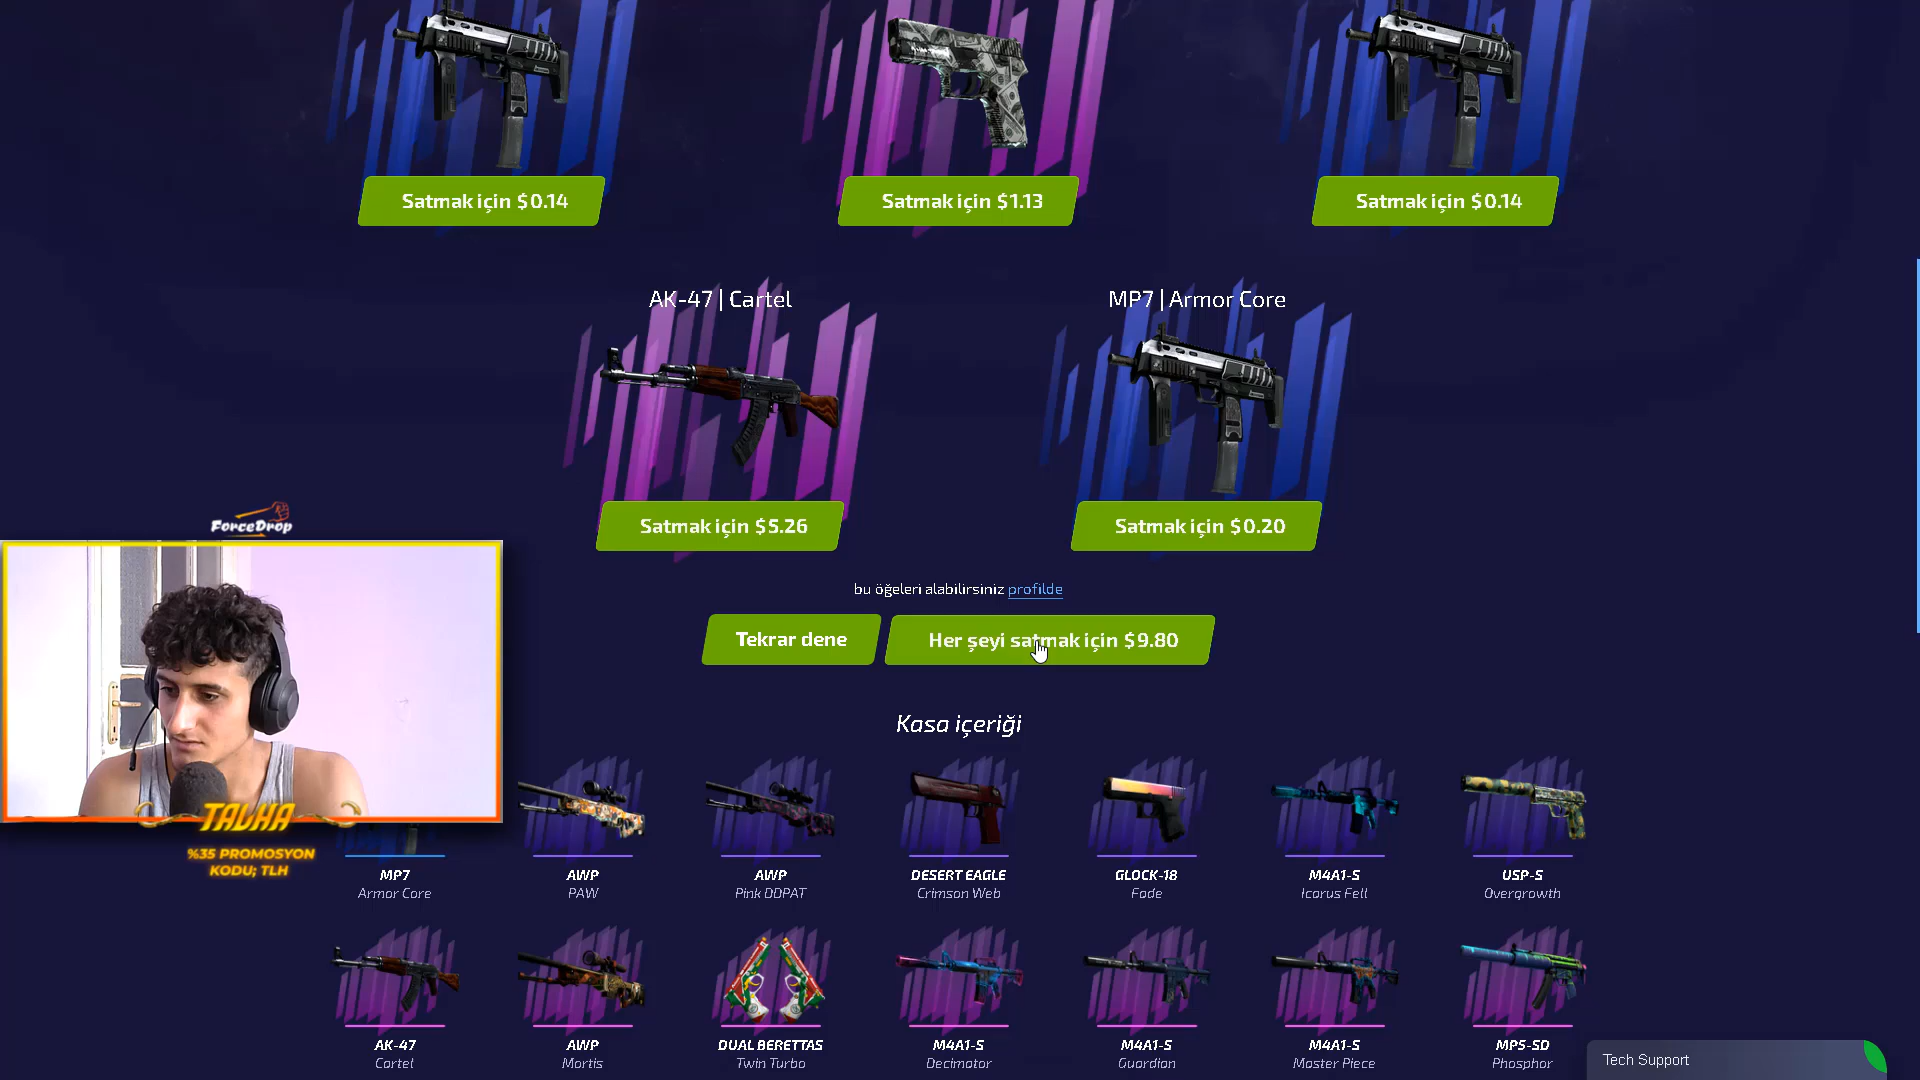 Satmak için $0.14
Satmak için $1.13
Satmak için $0.14
AK-47 | Cartel
MP7 | Armor Core
Satmak için $5.26
Satmak için $0.20
ForceDrop
bu öğeleri alabilirsiniz profilde
Tekrar dene
Her şeyi satmak için $9.80
Kasa içeriği
TALHA
%35 PROMOSYON
KODU; TLH
MP7
Armor Core
AWP
PAW
AWP
Pink DDPAT
DESERT EAGLE
Crimson Web
GLOCK-18
Fade
M4A1-S
Icarus Fell
USP-S
Overgrowth
AK-47
Cartel
AWP
Mortis
DUAL BERETTAS
Twin Turbo
M4A1-S
Decimator
M4A1-S
Guardian
M4A1-S
Master Piece
MP5-SD
Phosphor
Tech Support